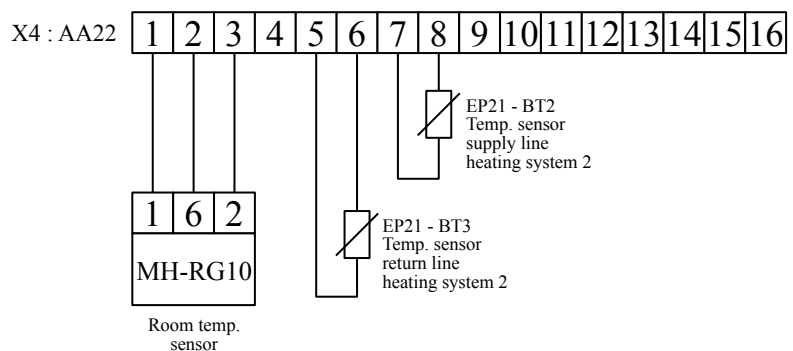 X4 : AA22 1 2 3 4 5 6 7 8 9 10 11 12 13 14 15 16
EP21 - BT2
Temp. sensor
supply line
heating system 2
1 6 2
EP21 - BT3
Temp. sensor
return line
heating system 2
MH-RG10
Room temp.
sensor